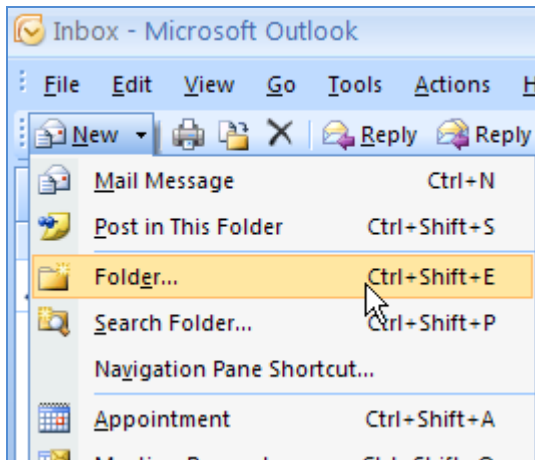 Inbox - Microsoft Outlook
File Edit View Go Tools Actions
New Reply Reply
Mail Message Ctrl+N
Post in This Folder Ctrl+Shift+S
Folder... Ctrl+Shift+E
Search Folder... Ctrl+Shift+P
Navigation Pane Shortcut...
Appointment Ctrl+Shift+A